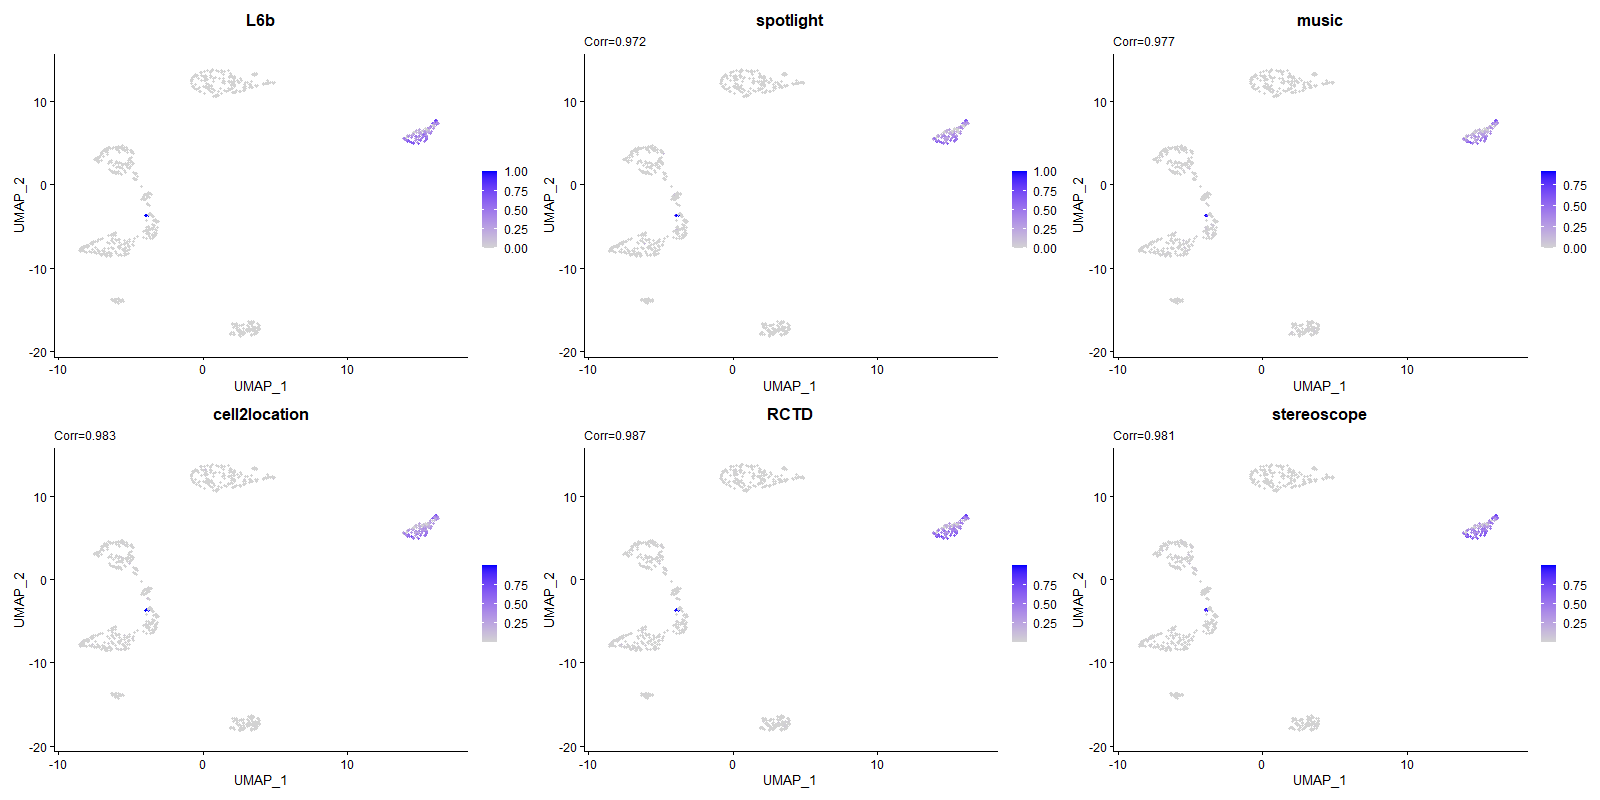 L6b
UMAP_2
10
0
-10
-20
-10
0
10
UMAP_1
1.00
0.75
0.50
0.25
0.00
spotlight
Corr=0.972
UMAP_2
10
0
-10
-20
-10
0
10
UMAP_1
1.00
0.75
0.50
0.25
0.00
music
Corr=0.977
UMAP_2
10
0
-10
-20
-10
0
10
UMAP_1
0.75
0.50
0.25
0.00
cell2location
Corr=0.983
UMAP_2
10
0
-10
-20
-10
0
10
UMAP_1
0.75
0.50
0.25
RCTD
Corr=0.987
UMAP_2
10
0
-10
-20
-10
0
10
UMAP_1
0.75
0.50
0.25
stereoscope
Corr=0.981
UMAP_2
10
0
-10
-20
-10
0
10
UMAP_1
0.75
0.50
0.25